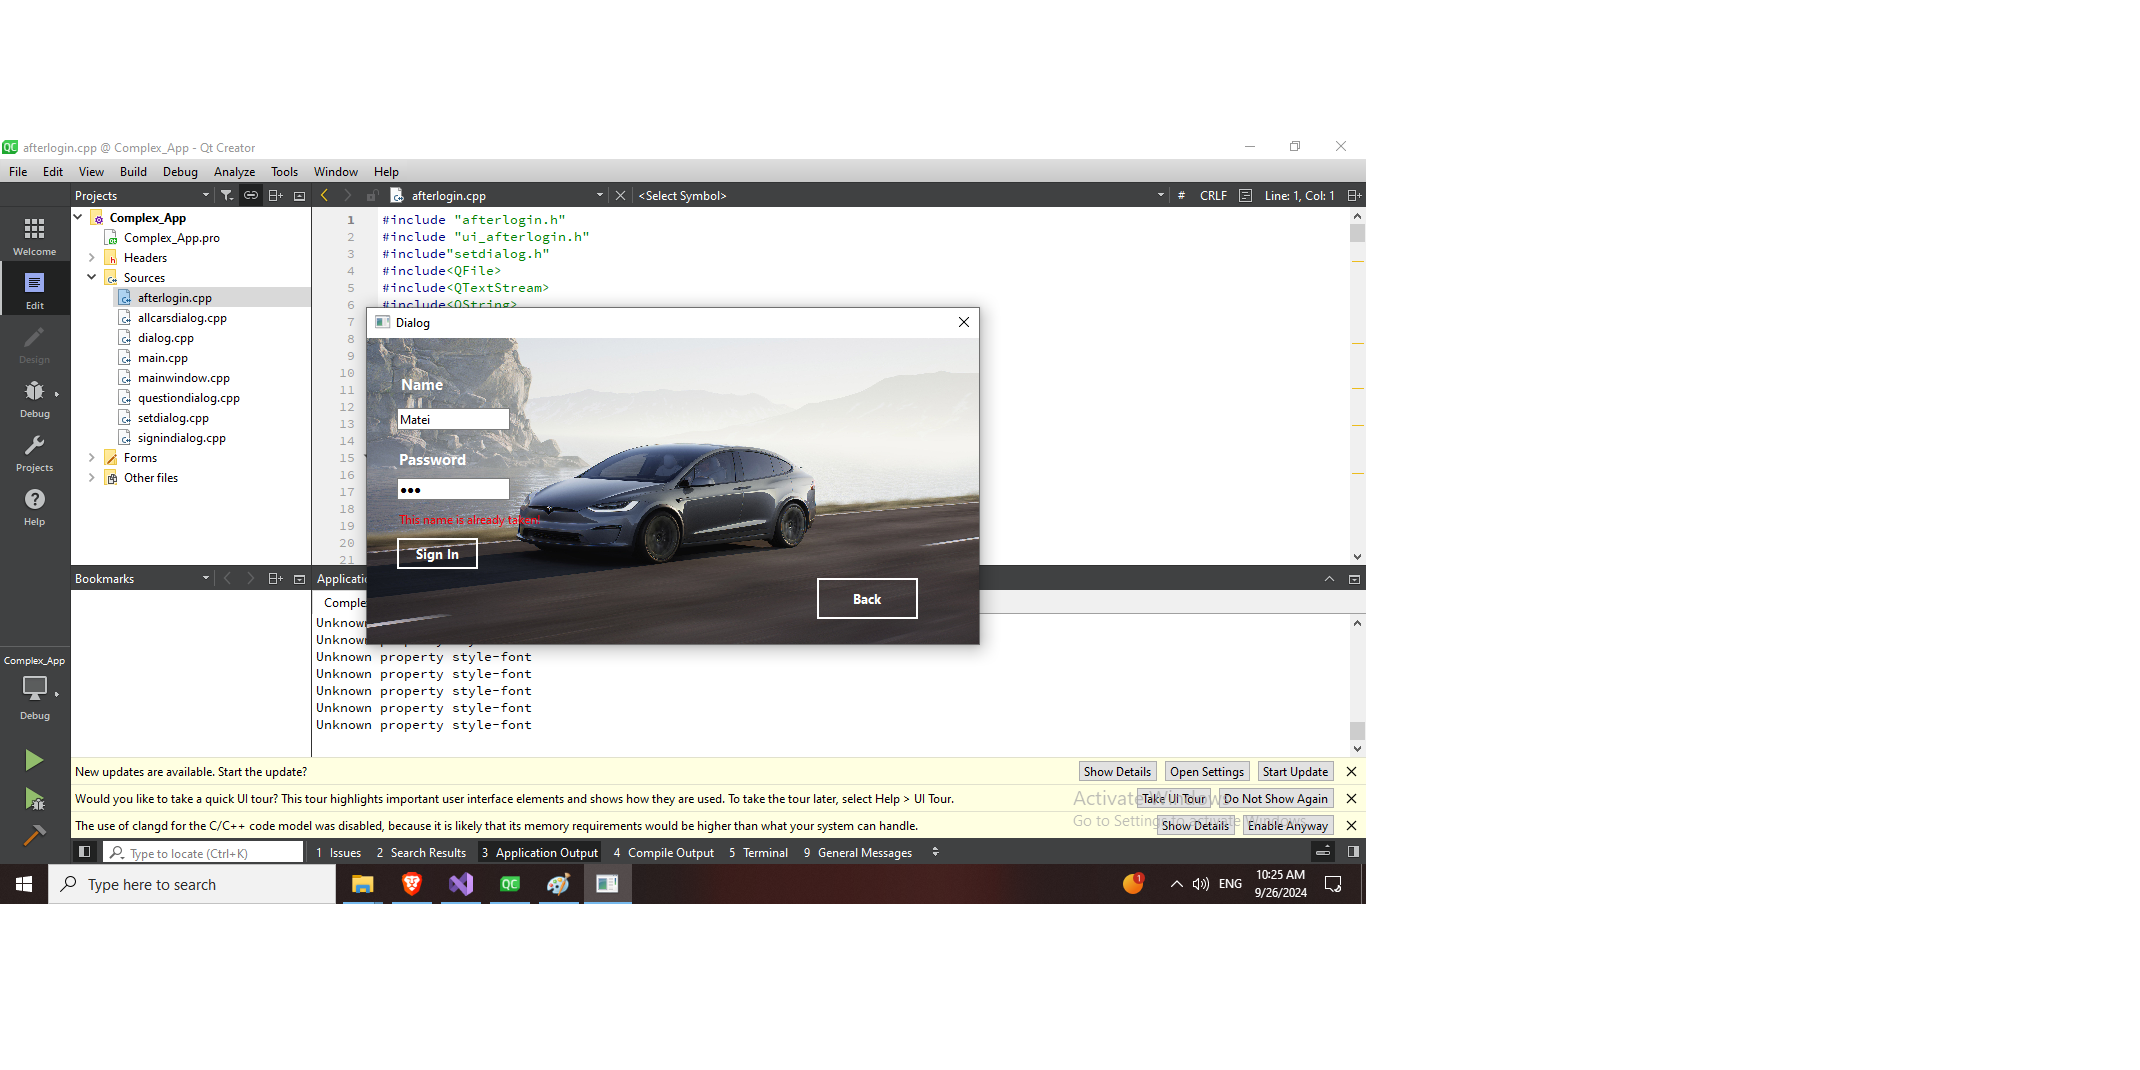 afterlogin.cpp @ Complex_App - Qt Creator
File Edit View Build Debug Analyze Tools Window Help
Projects
afterlogin.cpp
<Select Symbol>
# CRLF Line: 1, Col: 1
Welcome
Edit
Design
Debug
Projects
Help
Complex_App
Complex_App.pro
Headers
Sources
afterlogin.cpp
allcarsdialog.cpp
dialog.cpp
main.cpp
mainwindow.cpp
questiondialog.cpp
setdialog.cpp
signindialog.cpp
Forms
Other files
1 #include "afterlogin.h"
2 #include "ui_afterlogin.h"
3 #include"setdialog.h"
4 #include<QFile>
5 #include<QTextStream>
6 #include<QString>
7
8
9
10
11
12
13
14
15
16
17
18
19
20
21
Dialog
Name
Matei
Password
This name is already taken!
Sign In
Back
Bookmarks
Complex_App
Debug
Unknown property style-font
Unknown property style-font
Unknown property style-font
Unknown property style-font
Unknown property style-font
New updates are available. Start the update? Show Details Open Settings Start Update
Would you like to take a quick UI tour? This tour highlights important user interface elements and shows how they are used. To take the tour later, select Help > UI Tour. Take UI Tour Do Not Show Again
The use of clangd for the C/C++ code model was disabled, because it is likely that its memory requirements would be higher than what your system can handle. Show Details Enable Anyway
Activate Windows
Go to Settings to activate Windows.
Type to locate (Ctrl+K) 1 Issues 2 Search Results 3 Application Output 4 Compile Output 5 Terminal 9 General Messages
Type here to search
1
ENG
10:25 AM
9/26/2024